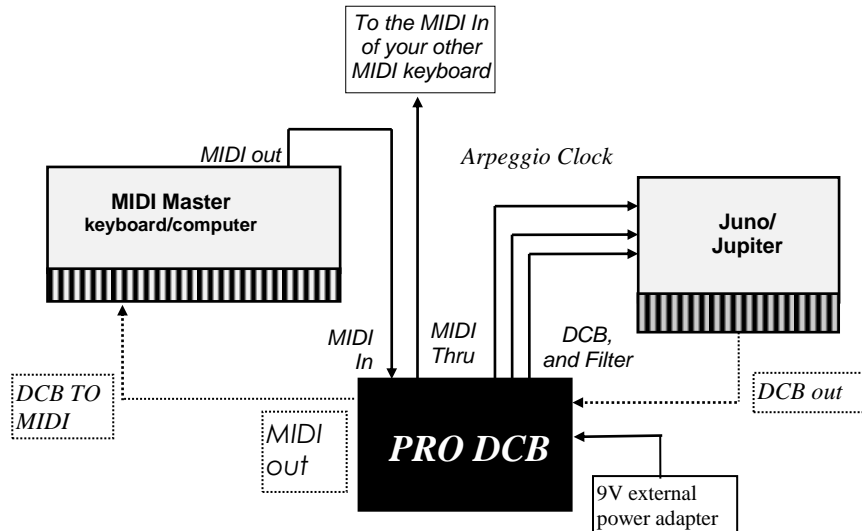 To the MIDI In
of your other
MIDI keyboard
MIDI out
Arpeggio Clock
MIDI Master
keyboard/computer
Juno/
Jupiter
MIDI
In
MIDI
Thru
DCB,
and Filter
DCB TO
MIDI
MIDI
out
PRO DCB
DCB out
9V external
power adapter